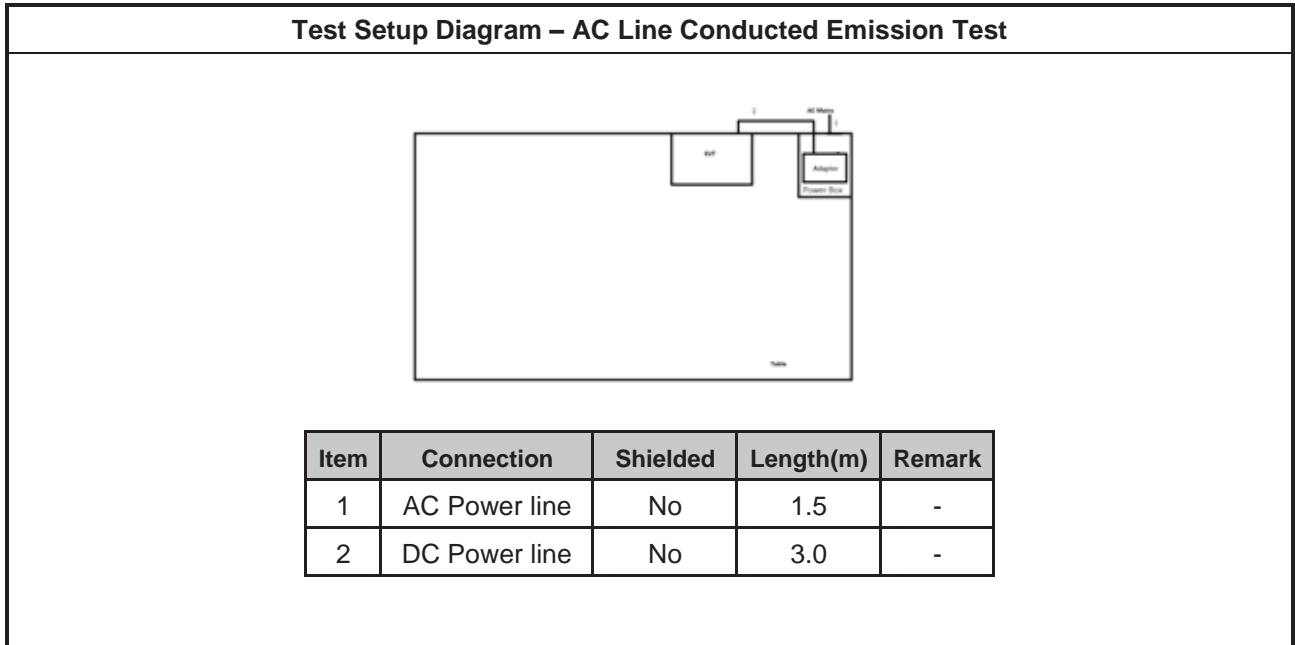 Test Setup Diagram – AC Line Conducted Emission Test
2
AC Mains
1
EUT
Adapter
Power Box
Table
Item Connection Shielded Length(m) Remark
1 AC Power line No 1.5 -
2 DC Power line No 3.0 -